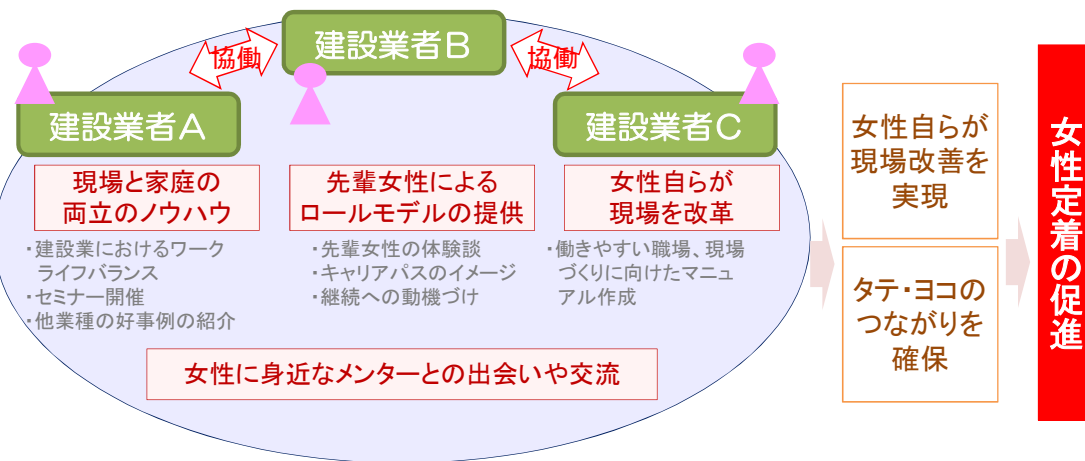 建設業者B
協働
協働
建設業者A
建設業者C
現場と家庭の
両立のノウハウ
・建設業におけるワーク
ライフバランス
・セミナー開催
・他業種の好事例の紹介
先輩女性による
ロールモデルの提供
・先輩女性の体験談
・キャリアパスのイメージ
・継続への動機づけ
女性自らが
現場を改革
・働きやすい職場、現場
づくりに向けたマニュ
アル作成
女性に身近なメンターとの出会いや交流
女性自らが
現場改善を
実現
タテ・ヨコの
つながりを
確保
女性定着の促進